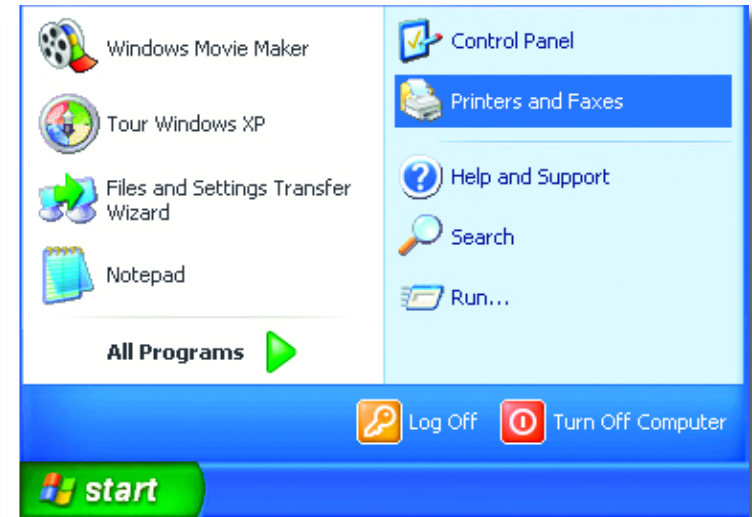 Windows Movie Maker
Tour Windows XP
Files and Settings Transfer
Wizard
Notepad
All Programs
Control Panel
Printers and Faxes
Help and Support
Search
Run...
Log Off
Turn Off Computer
start